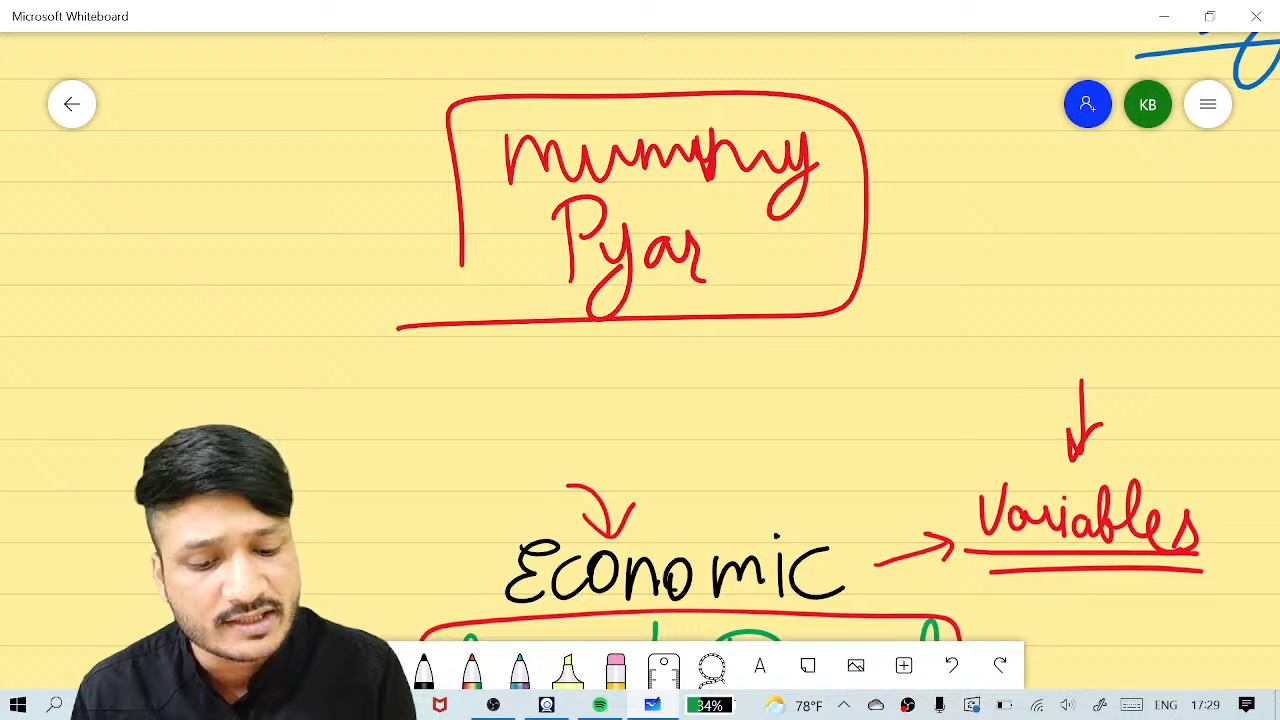 Microsoft Whiteboard
KB
mummy
Pyar
Variables
Economic
A
34%
78°F
ENG
17:29